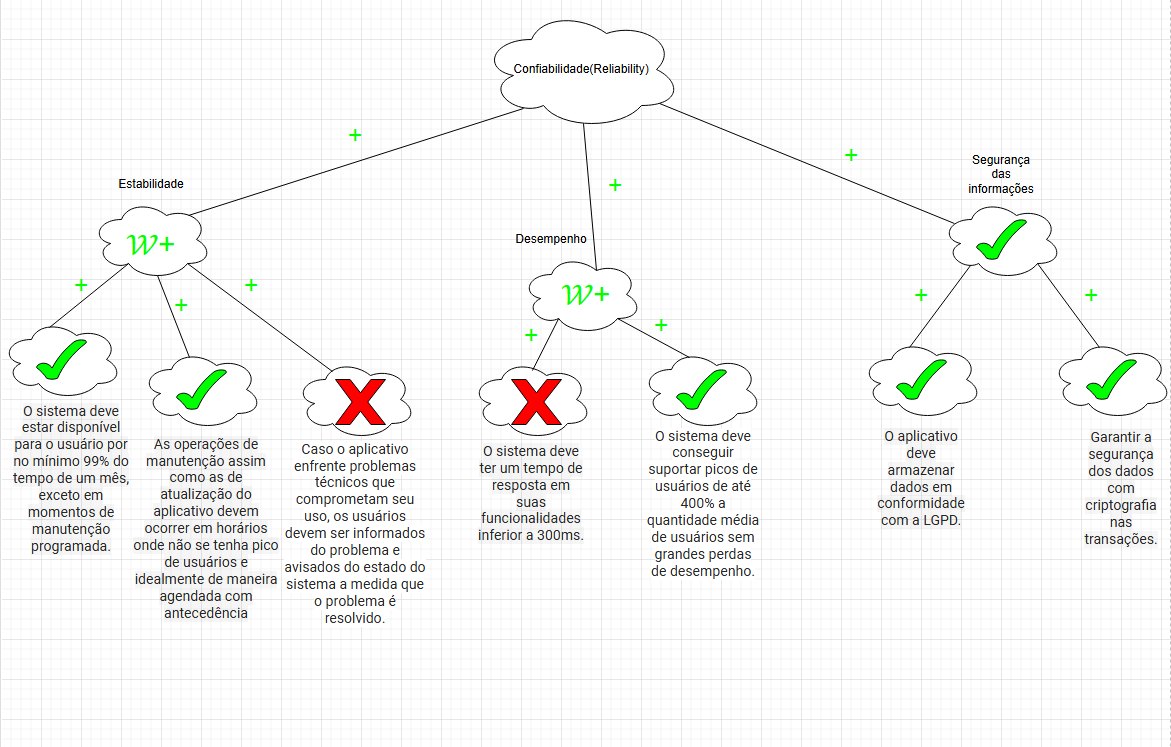 Confiabilidade(Reliability)
+
+
+
Segurança
das
informações
Estabilidade
W+
Desempenho
W+
+
+
+
+
+
+
+
O sistema deve
estar disponível
para o usuário por
no mínimo 99% do
tempo de um mês,
exceto em
momentos de
manutenção
programada.
As operações de
manutenção assim
como as de
atualização do
aplicativo devem
ocorrer em horários
onde não se tenha pico
de usuários e
idealmente de maneira
agendada com
antecedência
Caso o aplicativo
enfrente problemas
técnicos que
comprometam seu
uso, os usuários
devem ser informados
do problema e
avisados do estado do
sistema a medida que
o problema é
resolvido.
O sistema deve
ter um tempo de
resposta em
suas
funcionalidades
inferior a 300ms.
O sistema deve
conseguir
suportar picos de
usuários de até
400% a
quantidade média
de usuários sem
grandes perdas
de desempenho.
O aplicativo
deve
armazenar
dados em
conformidade
com a LGPD.
Garantir a
segurança
dos dados
com
criptografia
nas
transações.